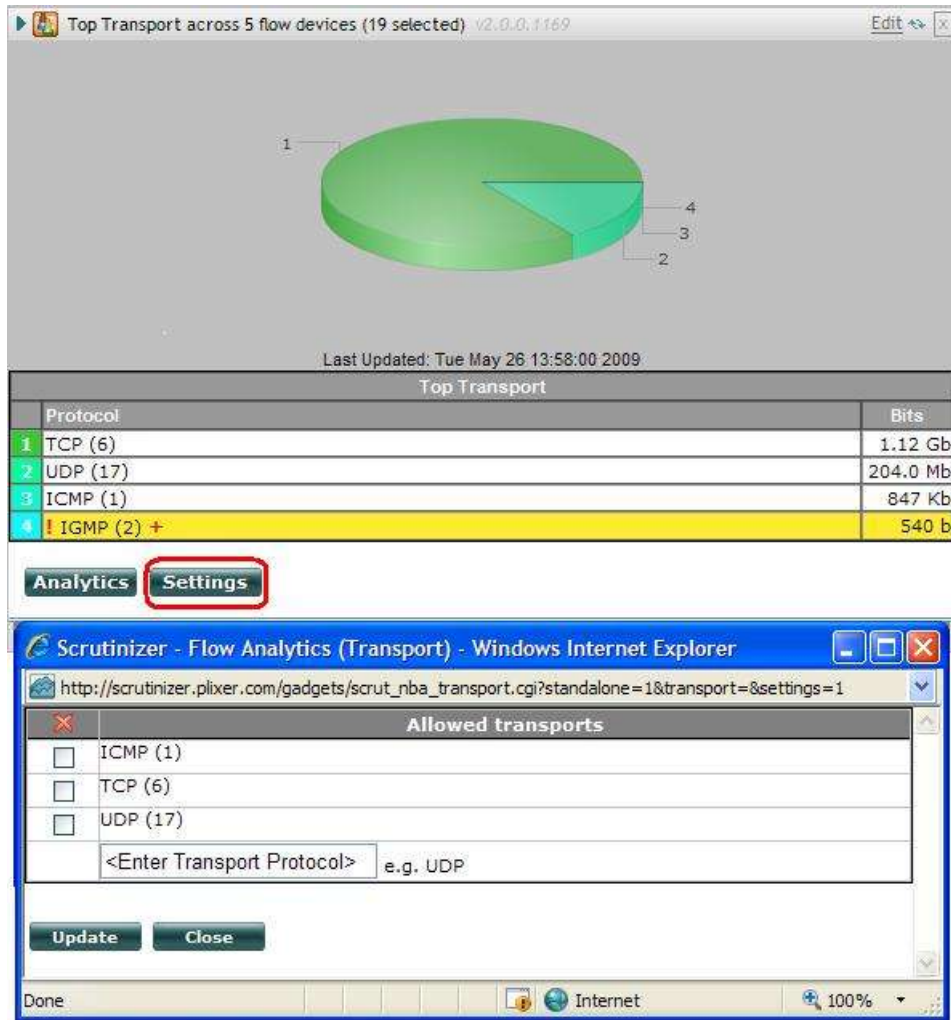 Top Transport across 5 flow devices (19 selected) v2.0.0.1169 Edit x
1
4
3
2
Last Updated: Tue May 26 13:58:00 2009
Top Transport
Protocol Bits
1 TCP (6) 1.12 Gb
2 UDP (17) 204.0 Mb
3 ICMP (1) 847 Kb
4 ! IGMP (2) + 540 b
Analytics Settings
Scrutinizer - Flow Analytics (Transport) - Windows Internet Explorer
http://scrutinizer.plixer.com/gadgets/scrut_nba_transport.cgi?standalone=1&transport=&settings=1
Allowed transports
ICMP (1)
TCP (6)
UDP (17)
<Enter Transport Protocol> e.g. UDP
Update Close
Done Internet 100%